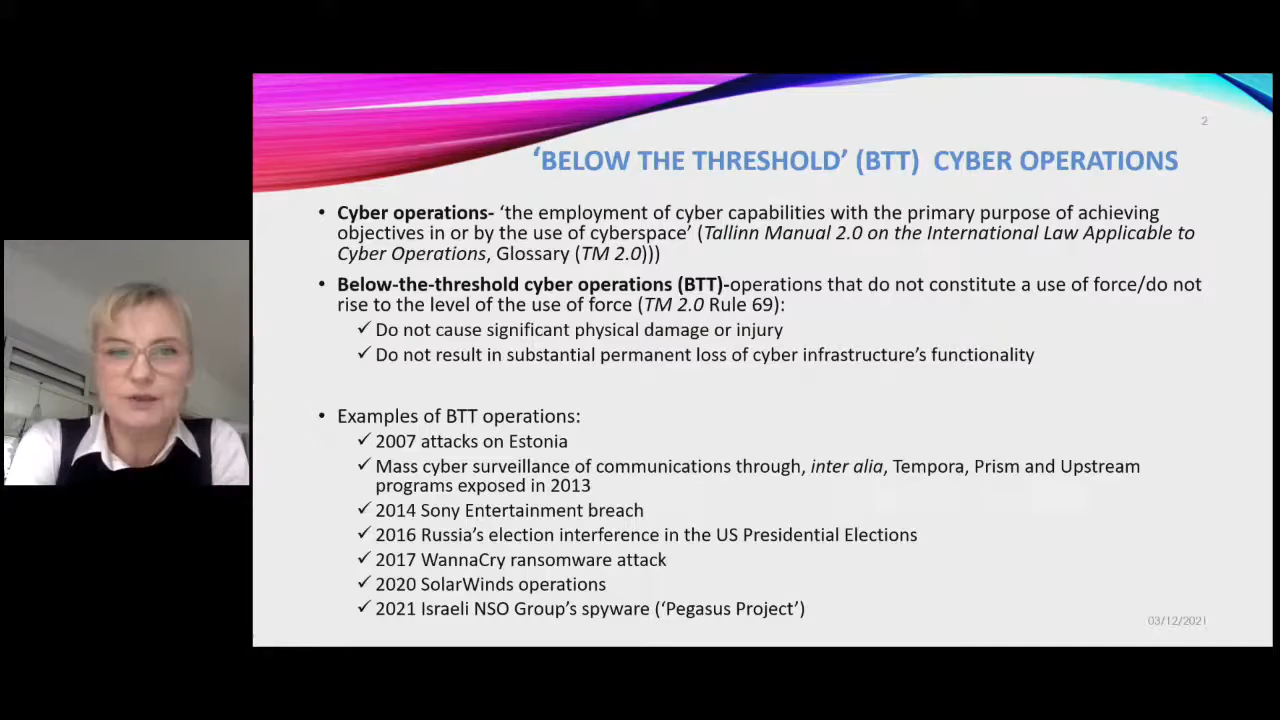 2
‘BELOW THE THRESHOLD’ (BTT) CYBER OPERATIONS
• Cyber operations- ‘the employment of cyber capabilities with the primary purpose of achieving
objectives in or by the use of cyberspace’ (Tallinn Manual 2.0 on the International Law Applicable to
Cyber Operations, Glossary (TM 2.0)))
• Below-the-threshold cyber operations (BTT)-operations that do not constitute a use of force/do not
rise to the level of the use of force (TM 2.0 Rule 69):
✓ Do not cause significant physical damage or injury
✓ Do not result in substantial permanent loss of cyber infrastructure’s functionality
• Examples of BTT operations:
✓ 2007 attacks on Estonia
✓ Mass cyber surveillance of communications through, inter alia, Tempora, Prism and Upstream
programs exposed in 2013
✓ 2014 Sony Entertainment breach
✓ 2016 Russia’s election interference in the US Presidential Elections
✓ 2017 WannaCry ransomware attack
✓ 2020 SolarWinds operations
✓ 2021 Israeli NSO Group’s spyware (‘Pegasus Project’)
03/12/2021